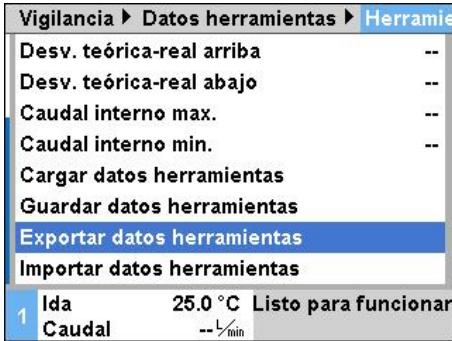 Vigilancia ▶ Datos herramientas ▶ Herramie
Desv. teórica-real arriba --
Desv. teórica-real abajo --
Caudal interno max. --
Caudal interno min. --
Cargar datos herramientas
Guardar datos herramientas
Exportar datos herramientas
Importar datos herramientas
1 Ida 25.0 °C Listo para funcionar
Caudal -- L/min